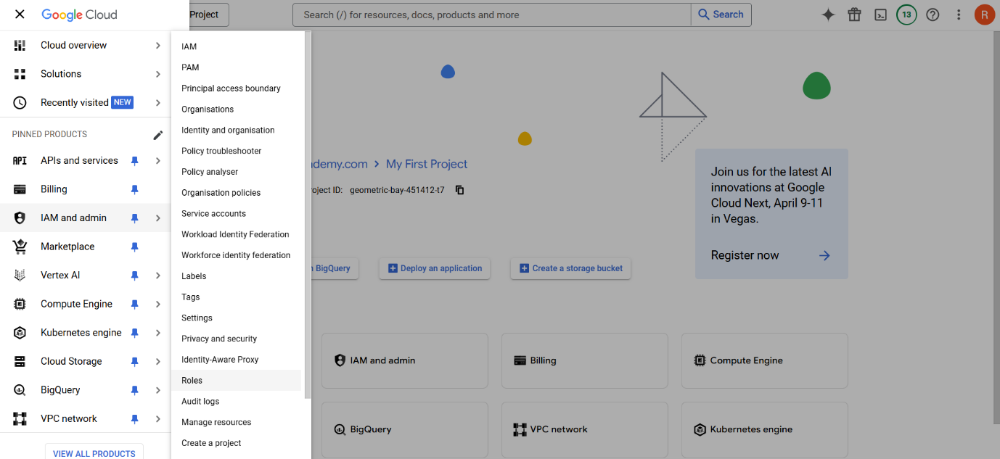 Google Cloud
Project
Search (/) for resources, docs, products and more
Search
13
R
Cloud overview
Solutions
Recently visited NEW
PINNED PRODUCTS
API APIs and services
Billing
IAM and admin
Marketplace
Vertex AI
Compute Engine
Kubernetes engine
Cloud Storage
BigQuery
VPC network
VIEW ALL PRODUCTS
IAM
PAM
Principal access boundary
Organisations
Identity and organisation
Policy troubleshooter
Policy analyser
Organisation policies
Service accounts
Workload Identity Federation
Workforce identity federation
Labels
Tags
Settings
Privacy and security
Identity-Aware Proxy
Roles
Audit logs
Manage resources
Create a project
demy.com > My First Project
oject ID: geometric-bay-451412-t7
Join us for the latest AI
innovations at Google
Cloud Next, April 9-11
in Vegas.
Register now
BigQuery
Deploy an application
Create a storage bucket
IAM and admin
Billing
Compute Engine
BigQuery
VPC network
Kubernetes engine